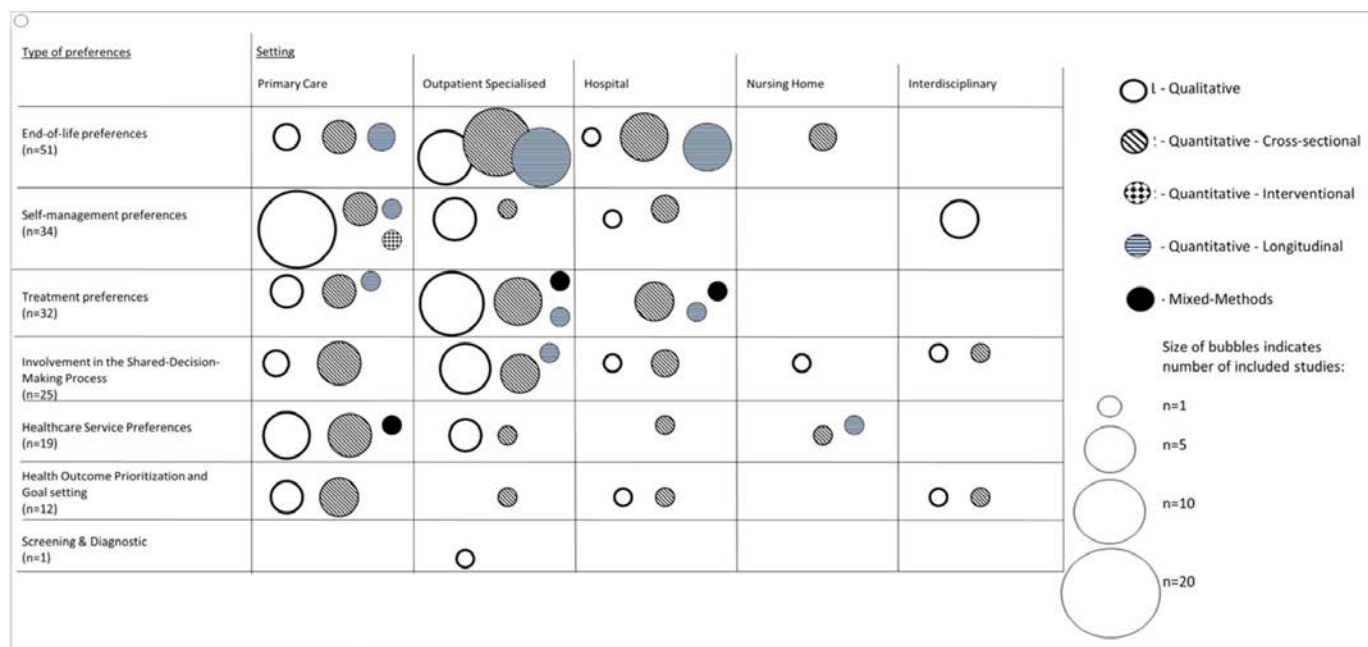 Type of preferences
Setting
Primary Care
Outpatient Specialised
Hospital
Nursing Home
Interdisciplinary
End-of-life preferences
(n=51)
Self-management preferences
(n=34)
Treatment preferences
(n=32)
Involvement in the Shared-Decision-
Making Process
(n=25)
Healthcare Service Preferences
(n=19)
Health Outcome Prioritization and
Goal setting
(n=12)
Screening & Diagnostic
(n=1)
- Qualitative
- Quantitative - Cross-sectional
- Quantitative - Interventional
- Quantitative - Longitudinal
- Mixed-Methods
Size of bubbles indicates
number of included studies:
n=1
n=5
n=10
n=20